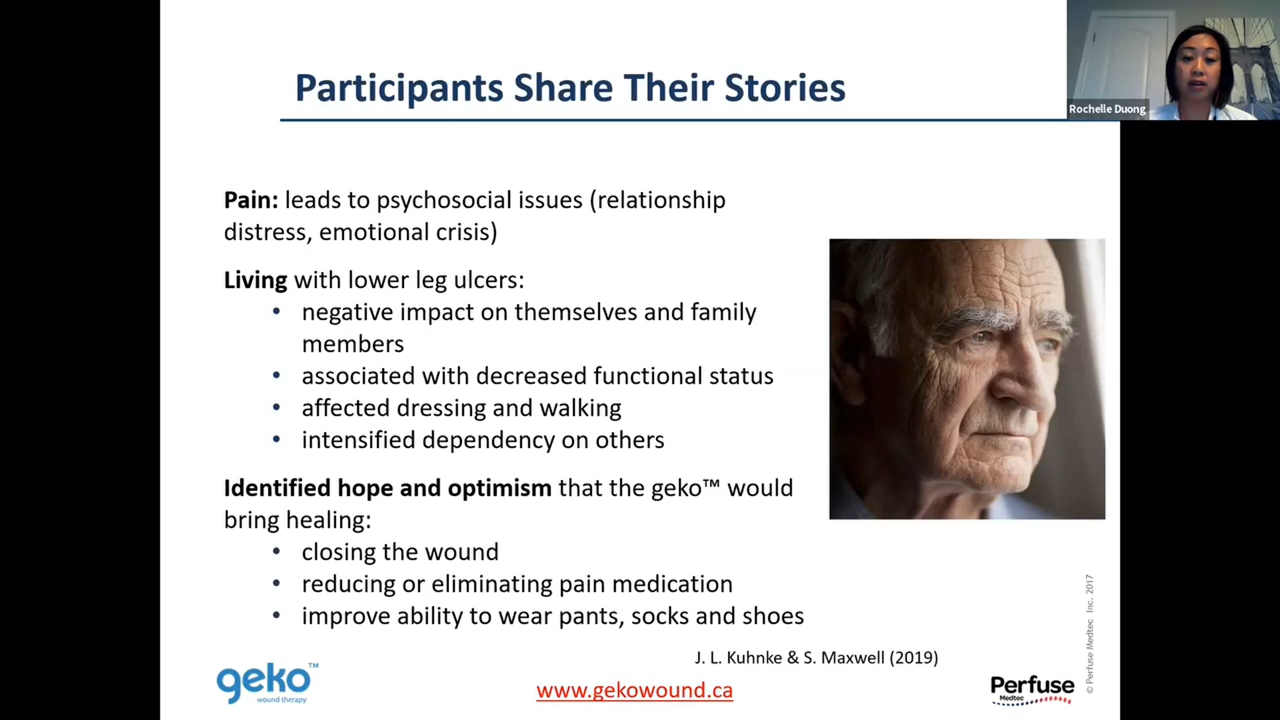 Participants Share Their Stories
Rochelle Duong
Pain: leads to psychosocial issues (relationship
distress, emotional crisis)
Living with lower leg ulcers:
• negative impact on themselves and family
members
• associated with decreased functional status
• affected dressing and walking
• intensified dependency on others
Identified hope and optimism that the geko™ would
bring healing:
• closing the wound
• reducing or eliminating pain medication
• improve ability to wear pants, socks and shoes
J. L. Kuhnke & S. Maxwell (2019)
geko™
wound therapy
www.gekowound.ca
Perfuse
Medtec
© Perfuse Medtec Inc. 2017